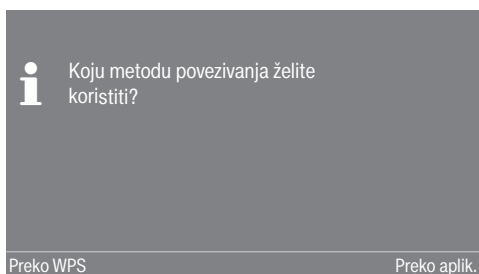 Koju metodu povezivanja želite
koristiti?
Preko WPS
Preko aplik.